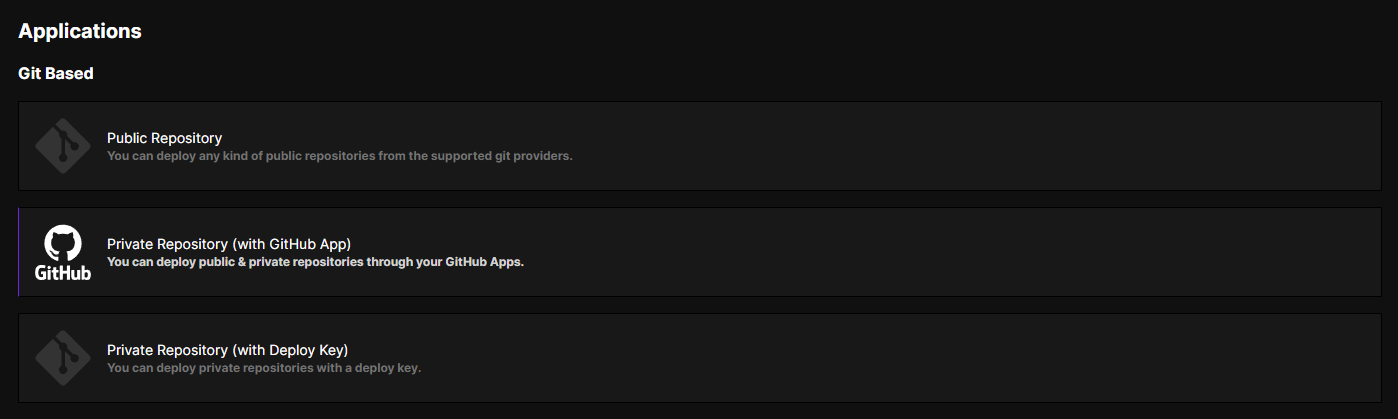 Applications
Git Based
Public Repository
You can deploy any kind of public repositories from the supported git providers.
GitHub
Private Repository (with GitHub App)
You can deploy public & private repositories through your GitHub Apps.
Private Repository (with Deploy Key)
You can deploy private repositories with a deploy key.